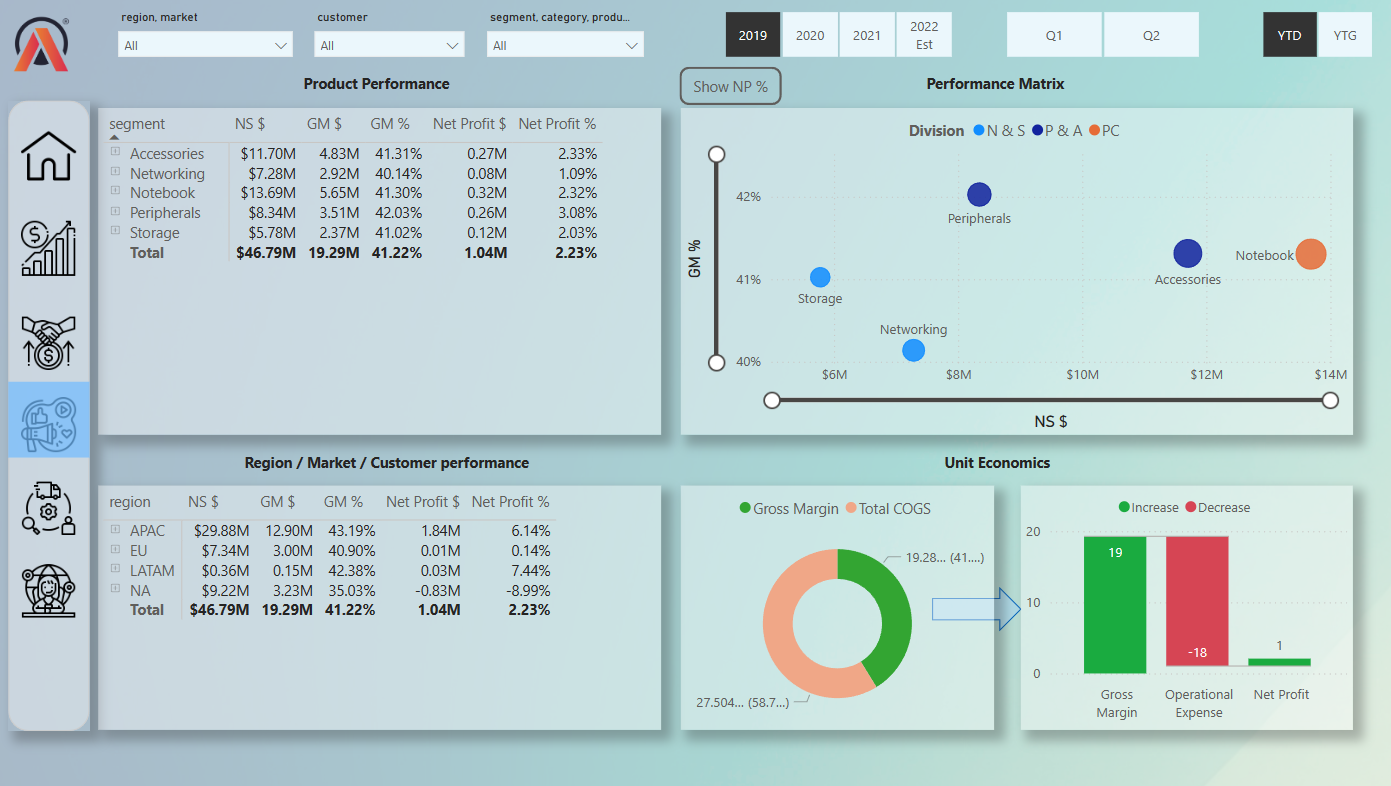 region, market
customer
segment, category, produ...
All
All
All
2019
2020
2021
2022
Est
Q1
Q2
YTD
YTG
Product Performance
segment NS $ GM $ GM % Net Profit $ Net Profit %
Accessories $11.70M 4.83M 41.31% 0.27M 2.33%
Networking $7.28M 2.92M 40.14% 0.08M 1.09%
Notebook $13.69M 5.65M 41.30% 0.32M 2.32%
Peripherals $8.34M 3.51M 42.03% 0.26M 3.08%
Storage $5.78M 2.37M 41.02% 0.12M 2.03%
Total $46.79M 19.29M 41.22% 1.04M 2.23%
Show NP %
Performance Matrix
Division N & S P & A PC
GM %
42%
41%
40%
Peripherals
Notebook
Accessories
Storage
Networking
$6M $8M $10M $12M $14M
NS $
Region / Market / Customer performance
region NS $ GM $ GM % Net Profit $ Net Profit %
APAC $29.88M 12.90M 43.19% 1.84M 6.14%
EU $7.34M 3.00M 40.90% 0.01M 0.14%
LATAM $0.36M 0.15M 42.38% 0.03M 7.44%
NA $9.22M 3.23M 35.03% -0.83M -8.99%
Total $46.79M 19.29M 41.22% 1.04M 2.23%
Unit Economics
Gross Margin Total COGS
19.28... (41....)
27.504... (58.7...)
Increase Decrease
20
10
0
19
-18
1
Gross
Margin
Operational
Expense
Net Profit